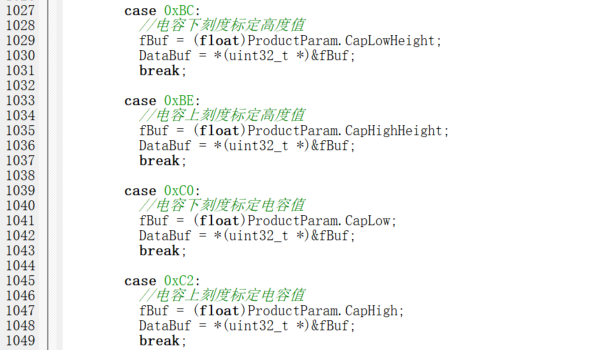 1027 case 0xBC:
1028 //电容下刻度标定高度值
1029 fBuf = (float)ProductParam.CapLowHeight;
1030 DataBuf = *(uint32_t *)&fBuf;
1031 break;
1032
1033 case 0xBE:
1034 //电容上刻度标定高度值
1035 fBuf = (float)ProductParam.CapHighHeight;
1036 DataBuf = *(uint32_t *)&fBuf;
1037 break;
1038
1039 case 0xC0:
1040 //电容下刻度标定电容值
1041 fBuf = (float)ProductParam.CapLow;
1042 DataBuf = *(uint32_t *)&fBuf;
1043 break;
1044
1045 case 0xC2:
1046 //电容上刻度标定电容值
1047 fBuf = (float)ProductParam.CapHigh;
1048 DataBuf = *(uint32_t *)&fBuf;
1049 break;